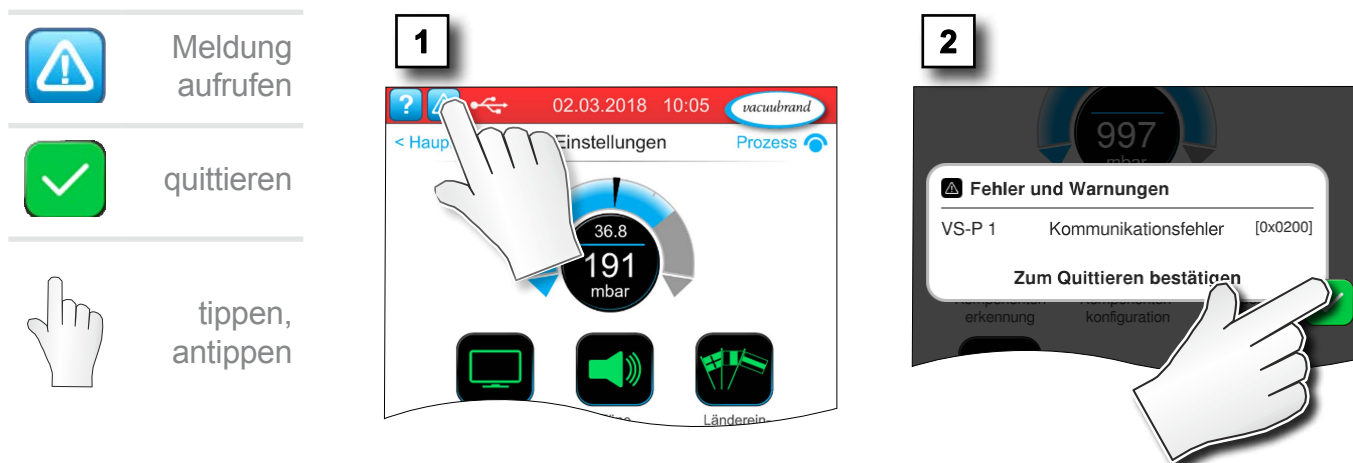 Meldung
aufrufen
quittieren
tippen,
antippen
1
? 02.03.2018 10:05 vacuubrand
< Haup Einstellungen Prozess
36.8
191
mbar
Länderein-
2
997
mbar
Fehler und Warnungen
VS-P 1 Kommunikationsfehler [0x0200]
Zum Quittieren bestätigen
erkennung konfiguration